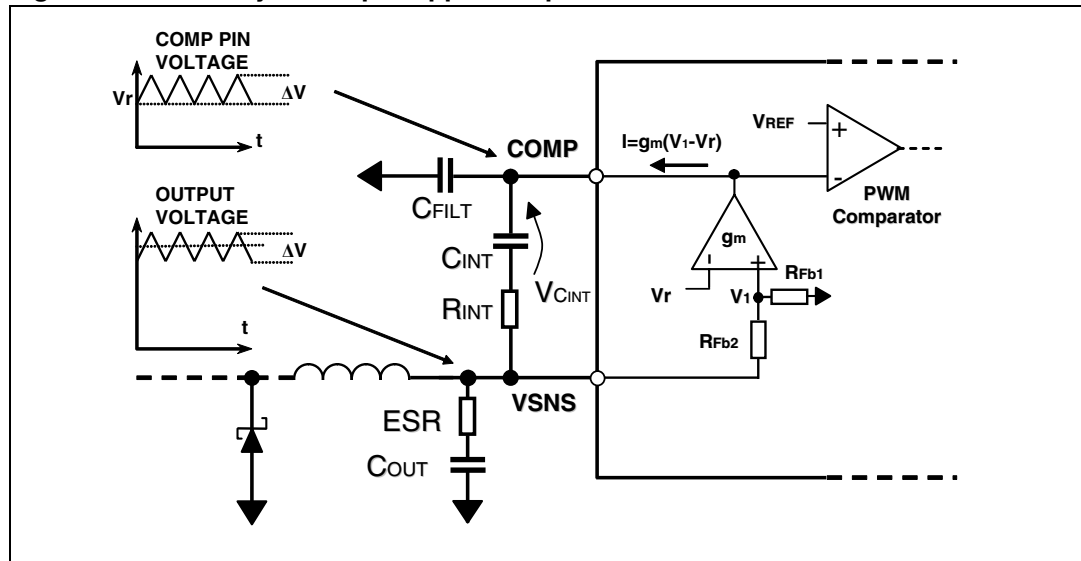 COMP PIN
VOLTAGE
Vr
ΔV
t
VREF
+
-
I=gm(V1-Vr)
COMP
PWM
Comparator
CFILT
OUTPUT
VOLTAGE
ΔV
gm
-
+
CINT
VCINT
RFb1
Vr
V1
RINT
t
RFb2
VSNS
ESR
COUT